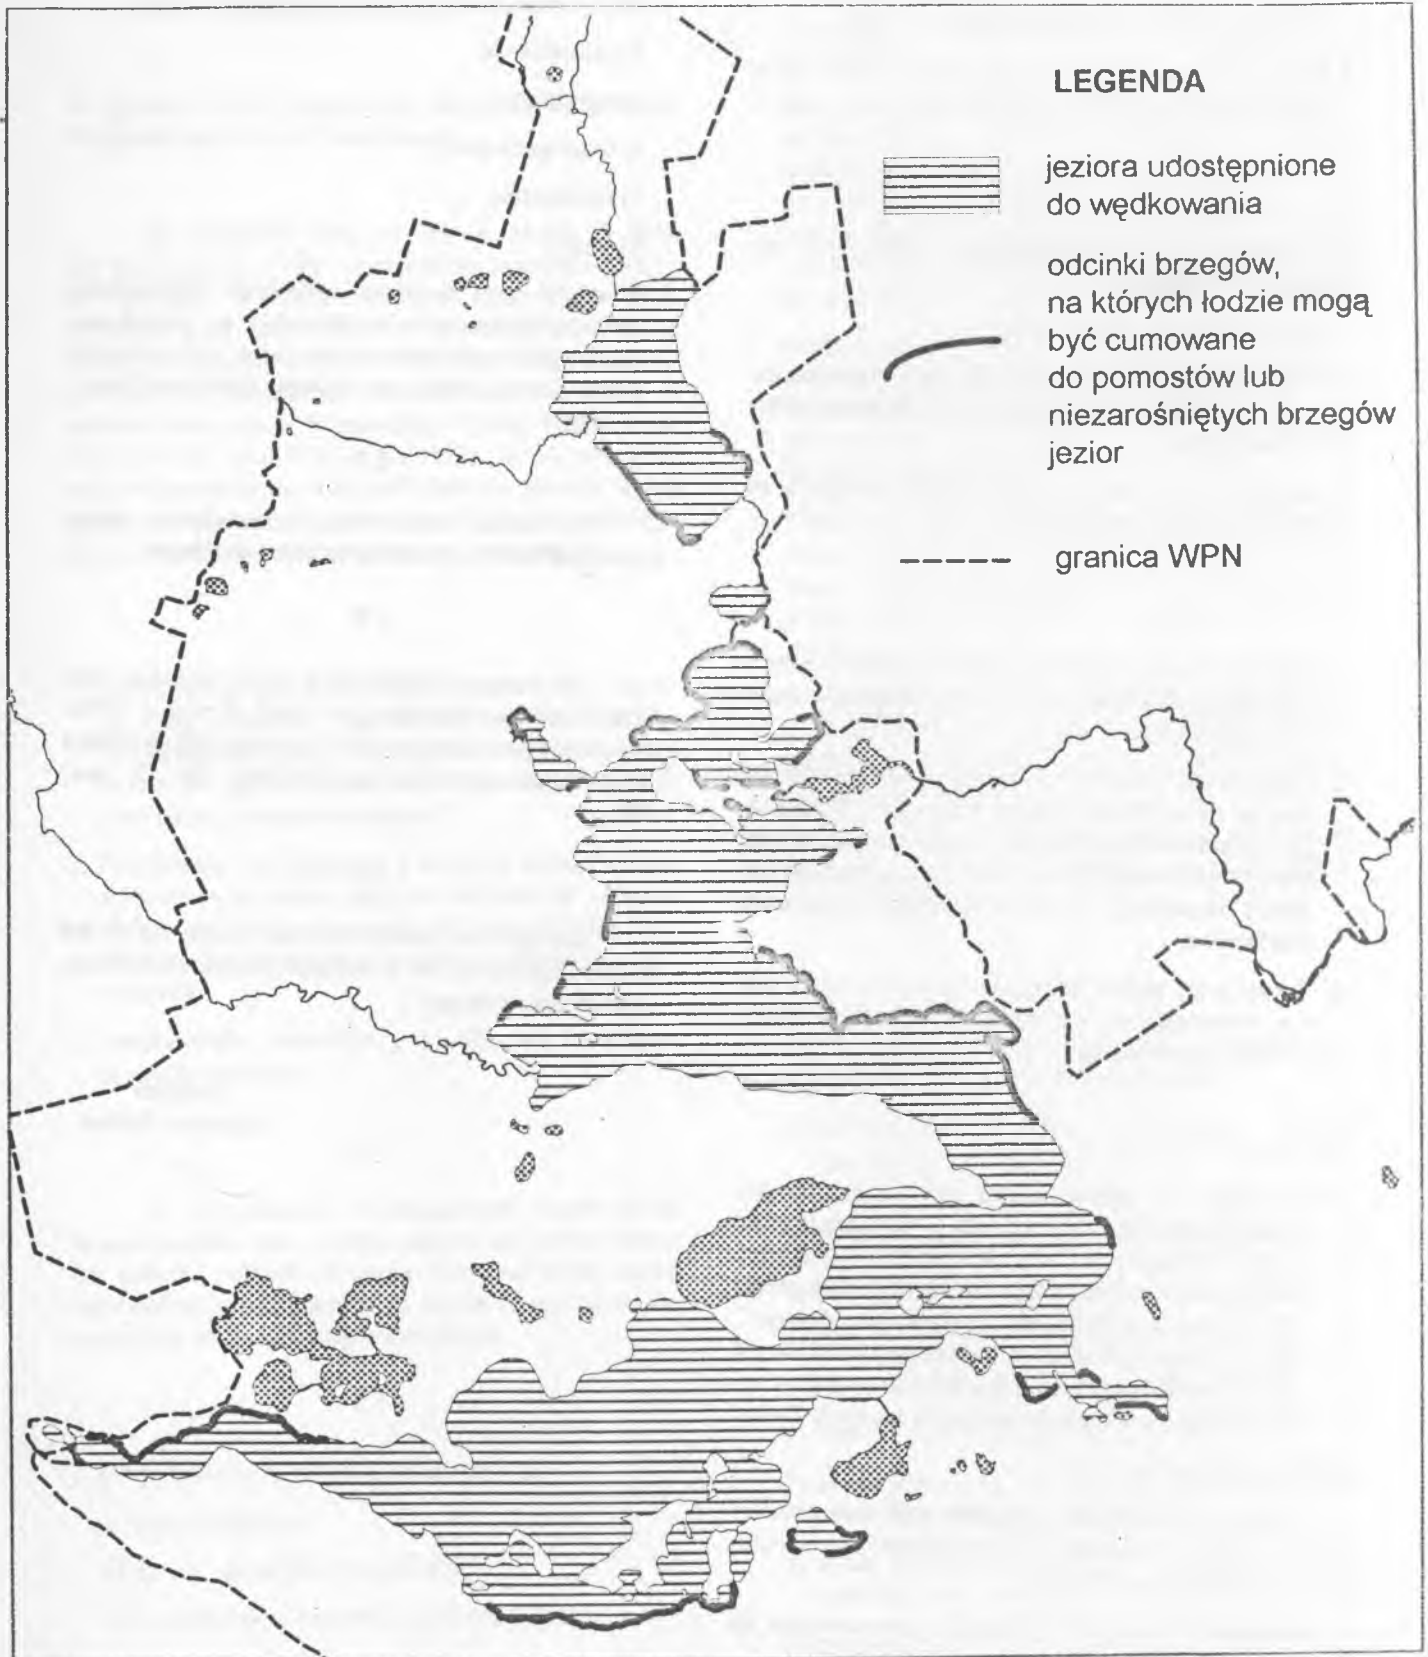 LEGENDA
jeziora udostępnione
do wędkowania
odcinki brzegów,
na których łodzie mogą
być cumowane
do pomostów lub
niezarośniętych brzegów
jezior
granica WPN